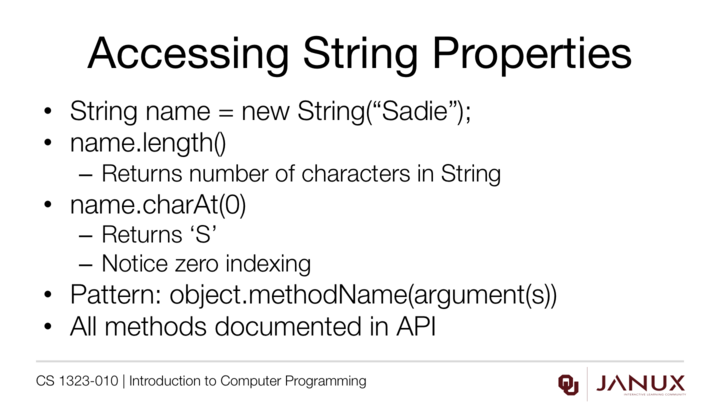 Accessing String Properties
• String name = new String(“Sadie”);
• name.length()
– Returns number of characters in String
• name.charAt(0)
– Returns ‘S’
– Notice zero indexing
• Pattern: object.methodName(argument(s))
• All methods documented in API
CS 1323-010 | Introduction to Computer Programming
JANUX
INTERACTIVE LEARNING COMMUNITY